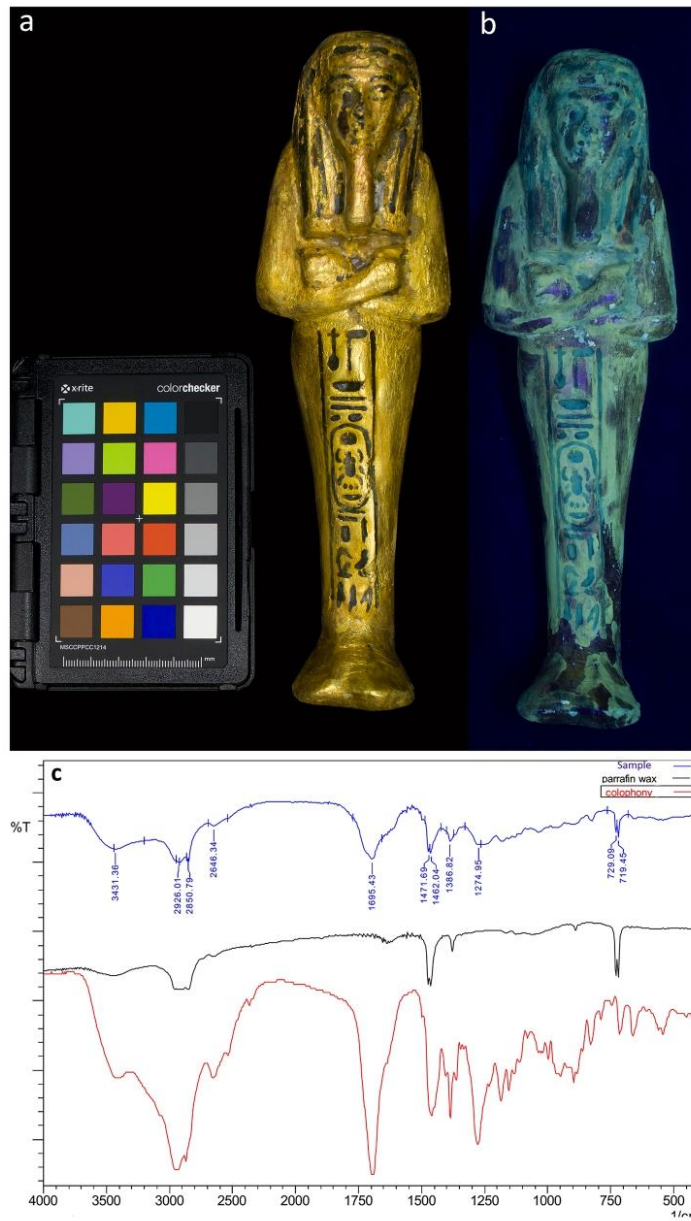 a
b
x-rite colorchecker
MSCCPPCC1214
mm
c
Sample
parrafin wax
colophony
%T
3431.36
2926.01
2850.79
2646.34
1695.43
1471.69
1462.04
1386.82
1274.95
729.09
719.45
4000 3500 3000 2500 2000 1750 1500 1250 1000 750 500